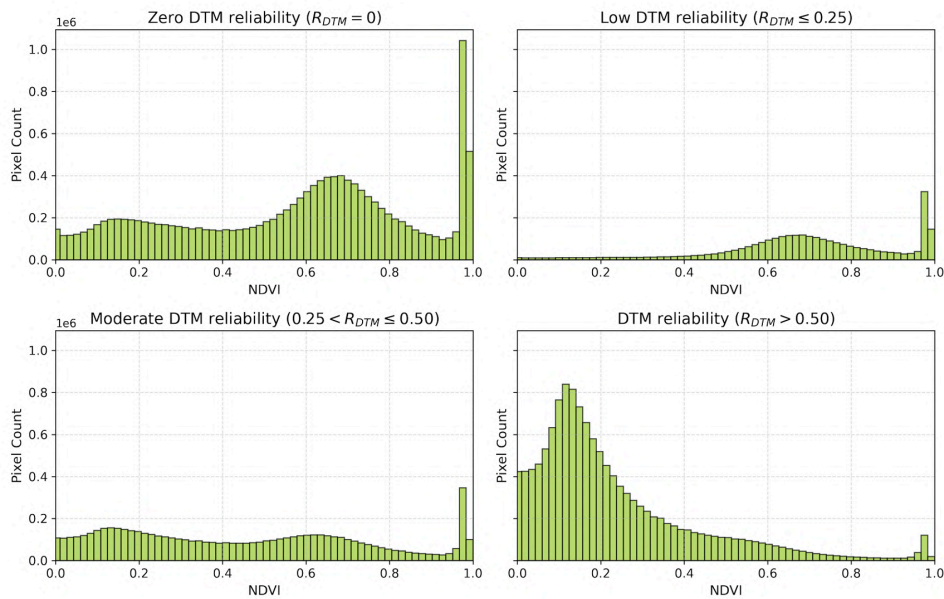 Zero DTM reliability (R_DTM = 0)
1e6
1.0
0.8
0.6
0.4
0.2
0.0
Pixel Count
0.0 0.2 0.4 0.6 0.8 1.0
NDVI
Low DTM reliability (R_DTM ≤ 0.25)
Pixel Count
0.0 0.2 0.4 0.6 0.8 1.0
NDVI
Moderate DTM reliability (0.25 < R_DTM ≤ 0.50)
1e6
1.0
0.8
0.6
0.4
0.2
0.0
Pixel Count
0.0 0.2 0.4 0.6 0.8 1.0
NDVI
DTM reliability (R_DTM > 0.50)
Pixel Count
0.0 0.2 0.4 0.6 0.8 1.0
NDVI